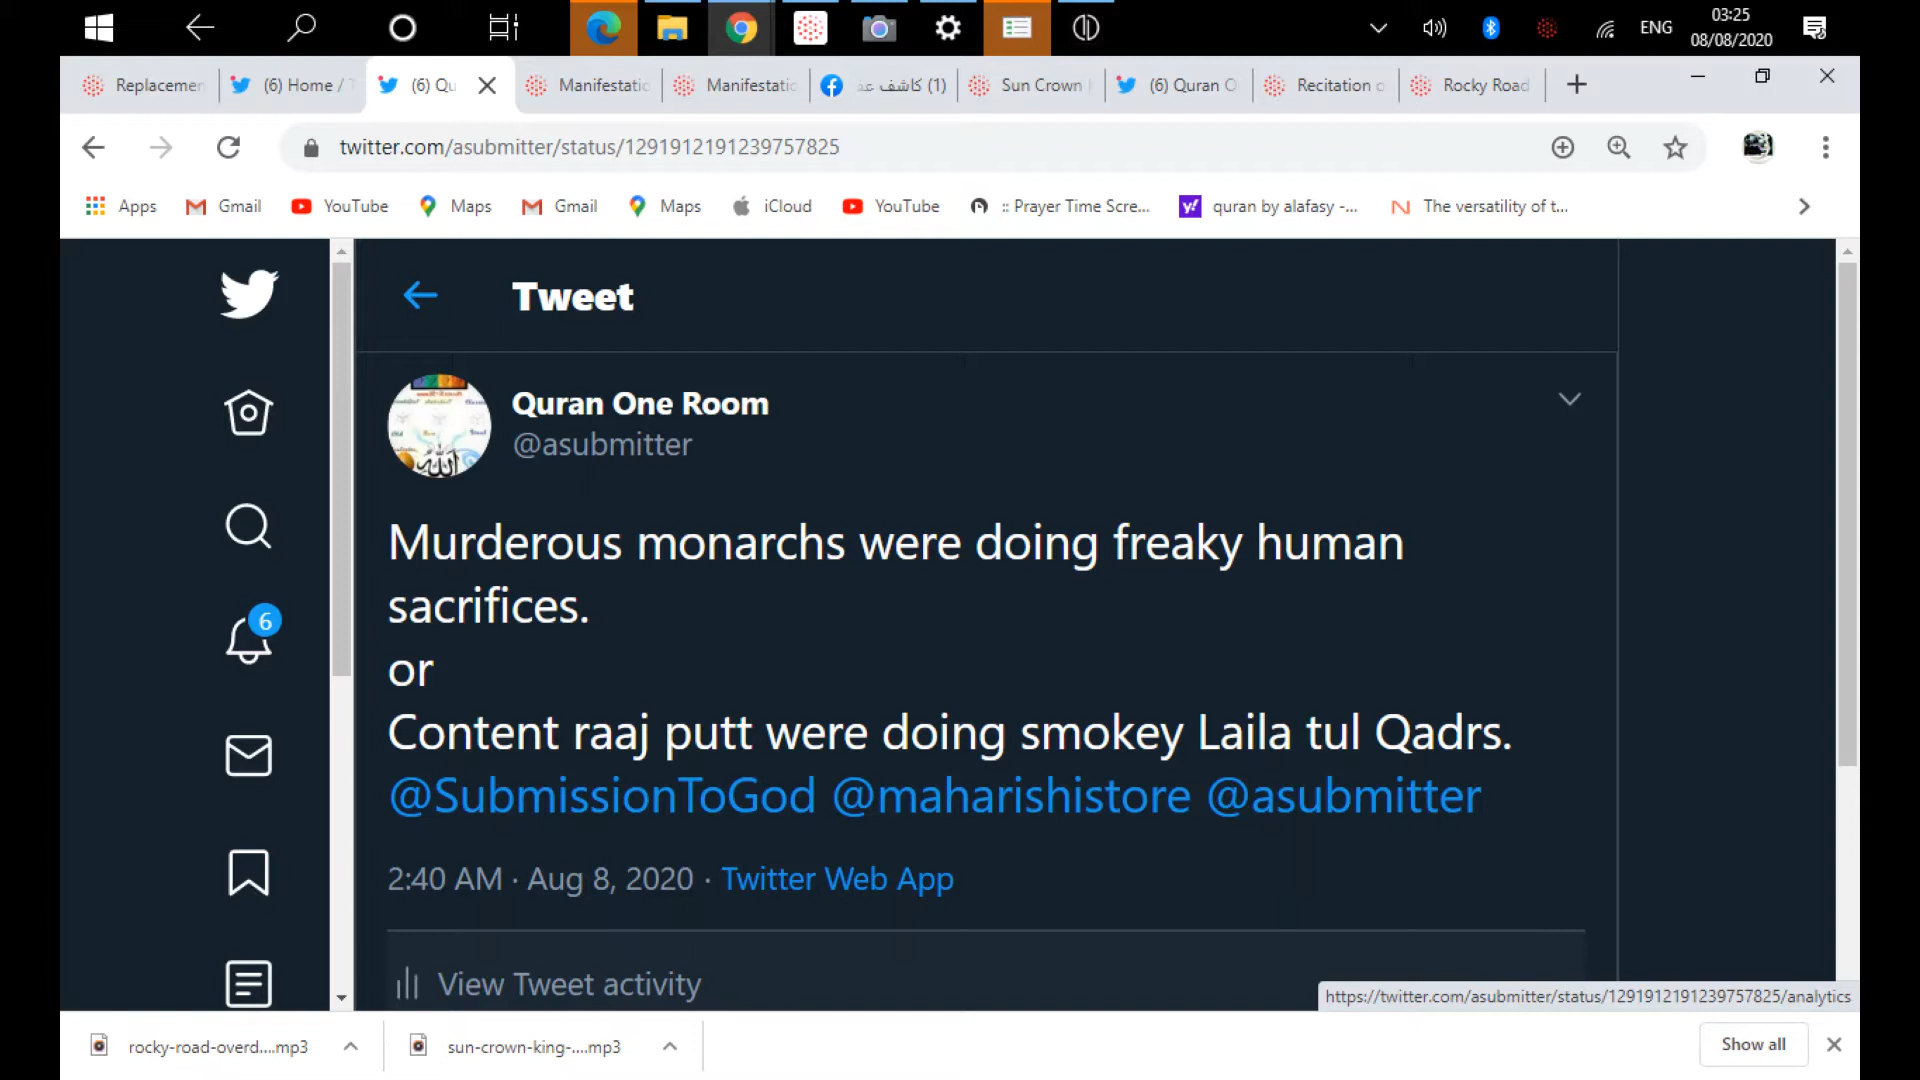 ENG
03:25
08/08/2020
Replacemen
(6) Home / T
(6) Qu
Manifestatio
Manifestatio
(1) كاشف عذ
Sun Crown
(6) Quran O
Recitation o
Rocky Road
twitter.com/asubmitter/status/1291912191239757825
Apps
Gmail
YouTube
Maps
Gmail
Maps
iCloud
YouTube
:: Prayer Time Scre...
quran by alafasy -...
The versatility of t...
Tweet
Quran One Room
@asubmitter
6
Murderous monarchs were doing freaky human
sacrifices.
or
Content raaj putt were doing smokey Laila tul Qadrs.
@SubmissionToGod @maharishistore @asubmitter
2:40 AM · Aug 8, 2020 · Twitter Web App
View Tweet activity
https://twitter.com/asubmitter/status/1291912191239757825/analytics
rocky-road-overd....mp3
sun-crown-king-....mp3
Show all